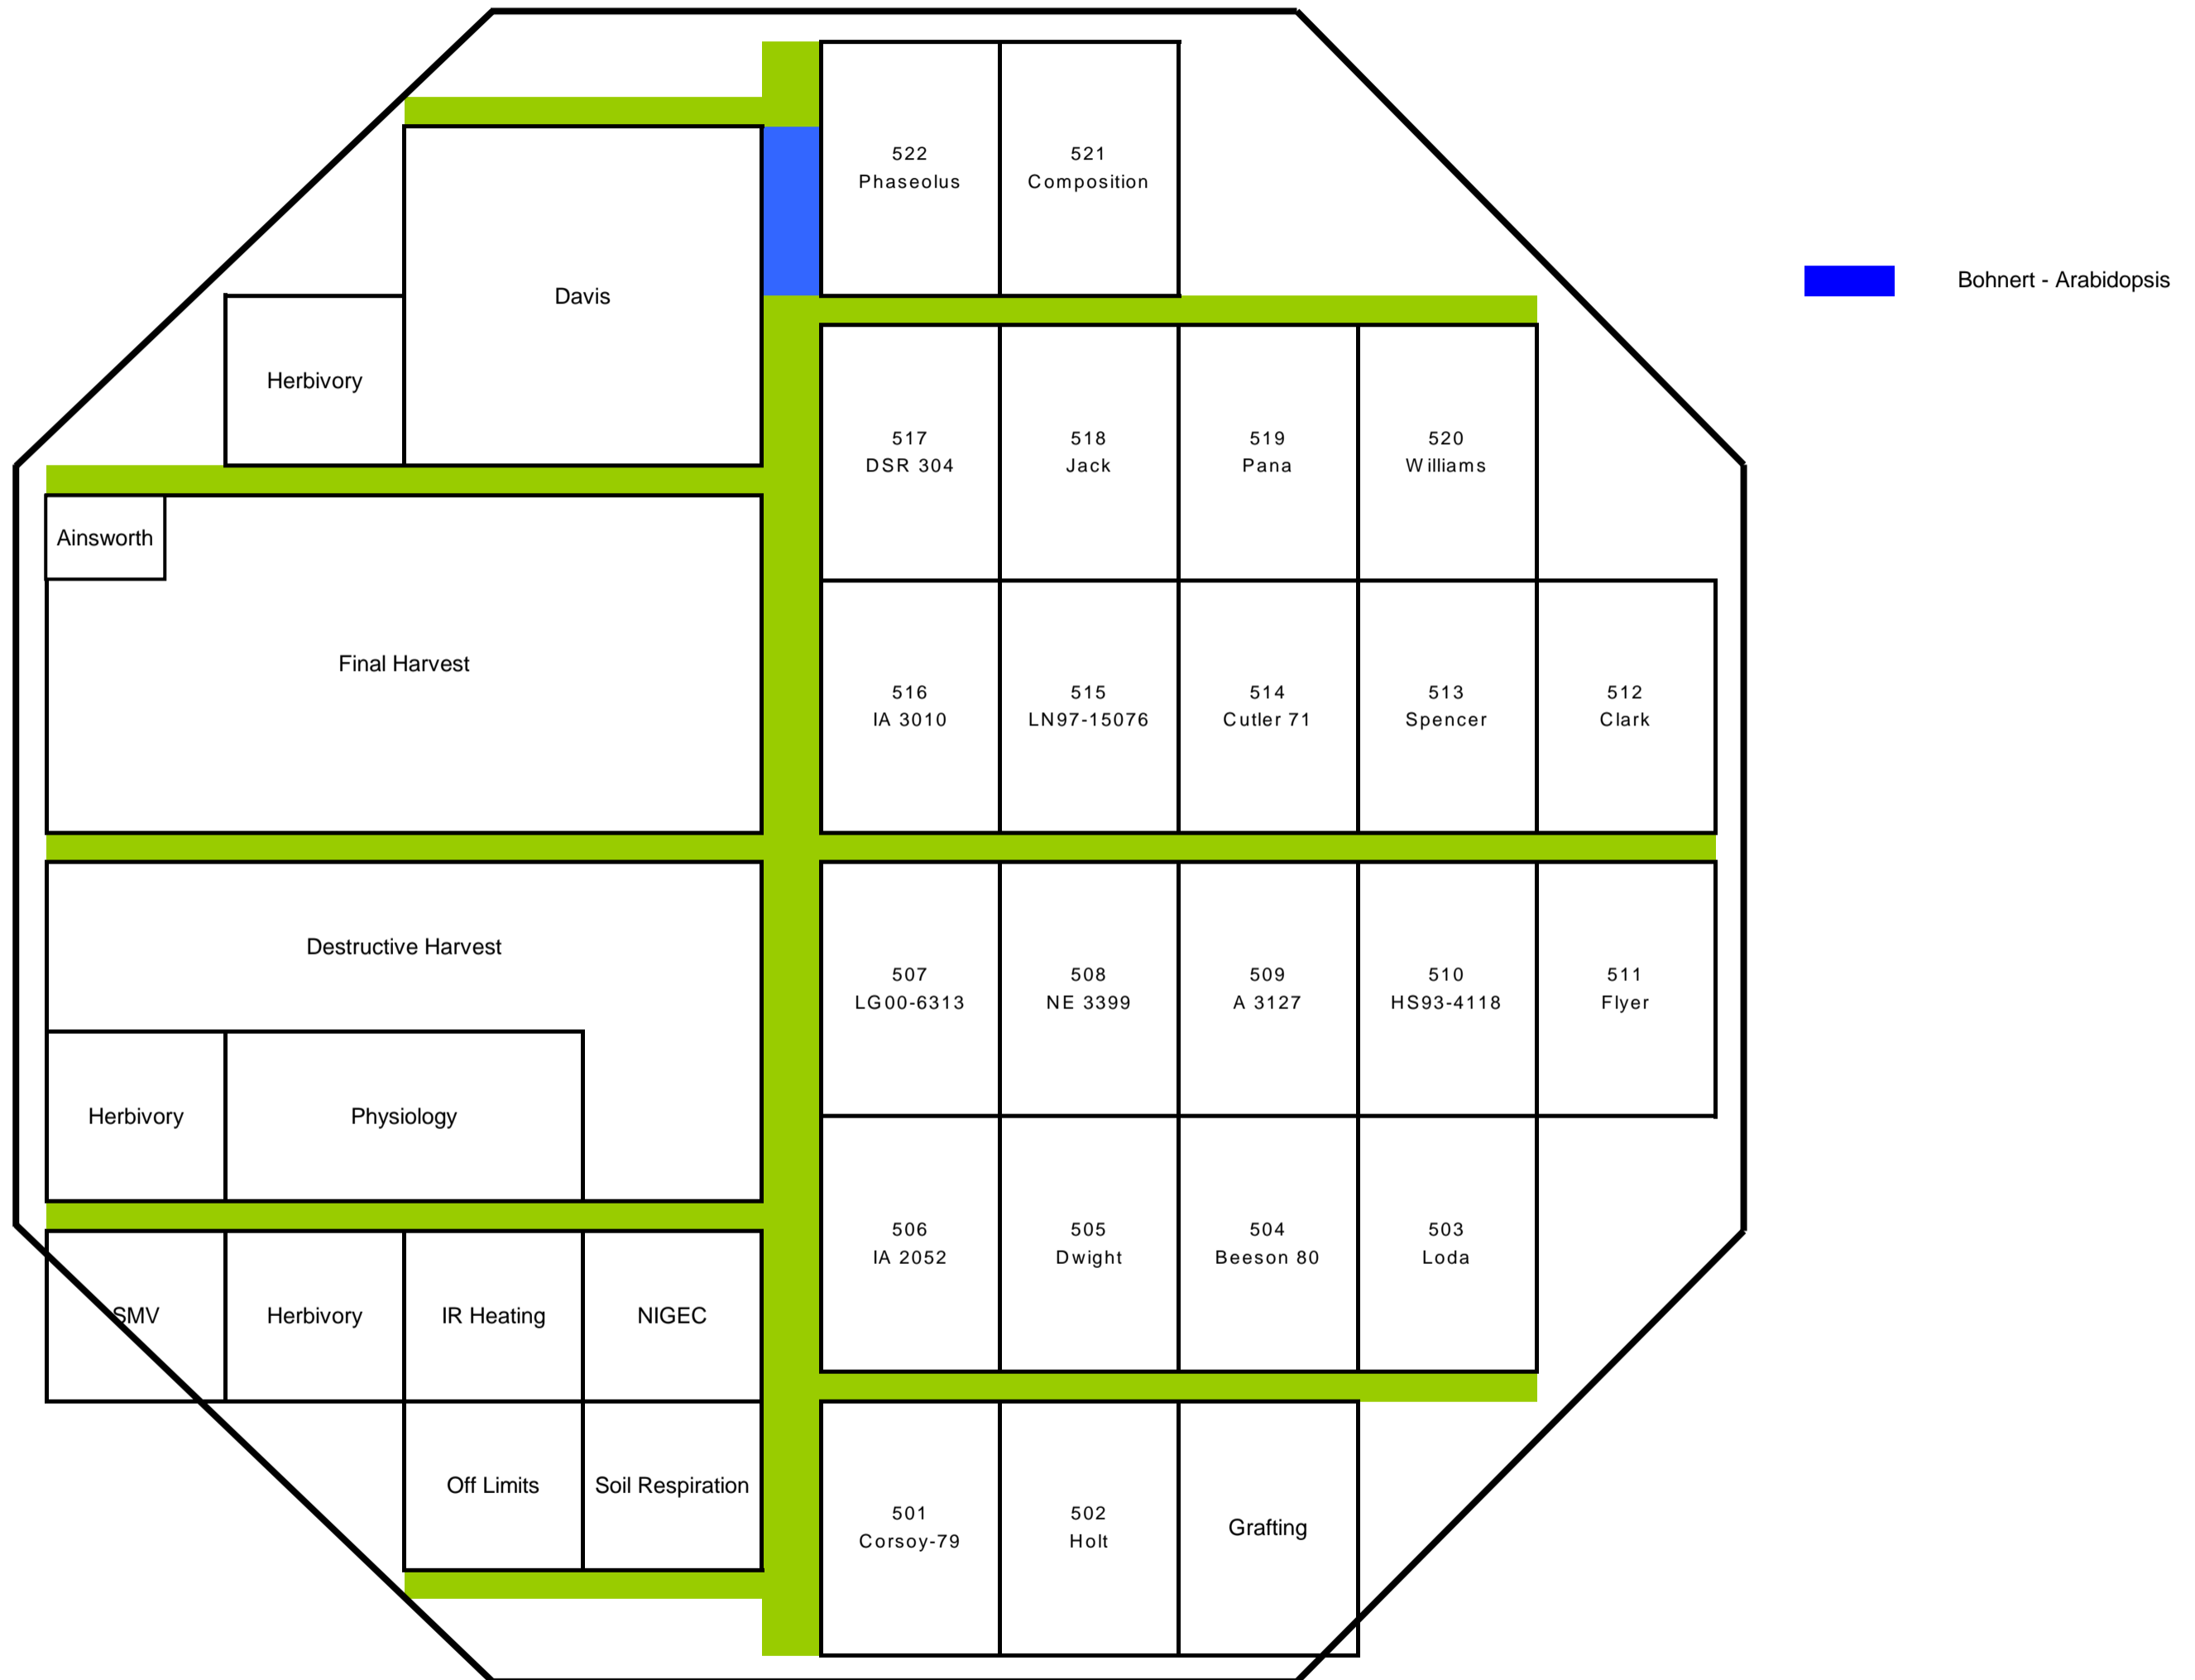 522
Phaseolus
521
Composition
Bohnert - Arabidopsis
Davis
Herbivory
517
DSR 304
518
Jack
519
Pana
520
Williams
Ainsworth
Final Harvest
516
IA 3010
515
LN97-15076
514
Cutler 71
513
Spencer
512
Clark
Destructive Harvest
507
LG00-6313
508
NE 3399
509
A 3127
510
HS93-4118
511
Flyer
Herbivory
Physiology
506
IA 2052
505
Dwight
504
Beeson 80
503
Loda
SMV
Herbivory
IR Heating
NIGEC
Off Limits
Soil Respiration
501
Corsoy-79
502
Holt
Grafting